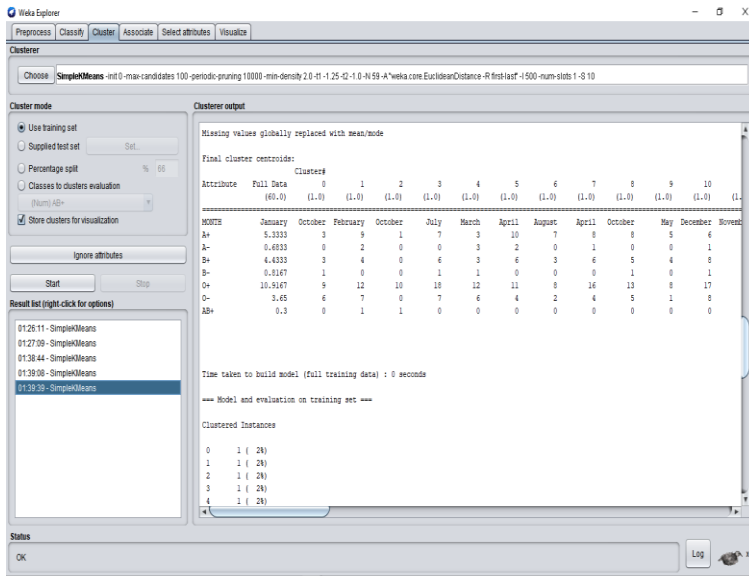 Weka Explorer
Preprocess Classify Cluster Associate Select attributes Visualize
Clusterer
Choose SimpleKMeans -init 0 -max-candidates 100 -periodic-pruning 10000 -min-density 2.0 -t1 -1.25 -t2 -1.0 -N 59 -A "weka.core.EuclideanDistance -R first-last" -I 500 -num-slots 1 -S 10
Cluster mode
Use training set
Supplied test set Set...
Percentage split % 66
Classes to clusters evaluation
(Num) AB+
Store clusters for visualization
Ignore attributes
Start Stop
Result list (right-click for options)
01:26:11 - SimpleKMeans
01:27:09 - SimpleKMeans
01:38:44 - SimpleKMeans
01:39:08 - SimpleKMeans
01:39:39 - SimpleKMeans
Clusterer output
Missing values globally replaced with mean/mode
Final cluster centroids:
Cluster#
Attribute Full Data 0 1 2 3 4 5 6 7 8 9 10
(60.0) (1.0) (1.0) (1.0) (1.0) (1.0) (1.0) (1.0) (1.0) (1.0) (1.0) (1.0) (1.
MONTH January October February October July March April August April October May December Novemb
A+ 5.3333 3 9 1 7 3 10 7 8 8 5 6
A- 0.6833 0 2 0 0 3 2 0 1 0 0 1
B+ 4.4333 3 4 0 6 3 6 3 6 5 4 8
B- 0.8167 1 0 0 1 1 0 0 0 1 0 1
O+ 10.9167 9 12 10 18 12 11 8 16 13 8 17
O- 3.65 6 7 0 7 6 4 2 4 5 1 8
AB+ 0.3 0 1 1 0 0 0 0 0 0 0 0
Time taken to build model (full training data) : 0 seconds
=== Model and evaluation on training set ===
Clustered Instances
0 1 ( 2%)
1 1 ( 2%)
2 1 ( 2%)
3 1 ( 2%)
4 1 ( 2%)
Status
OK
Log